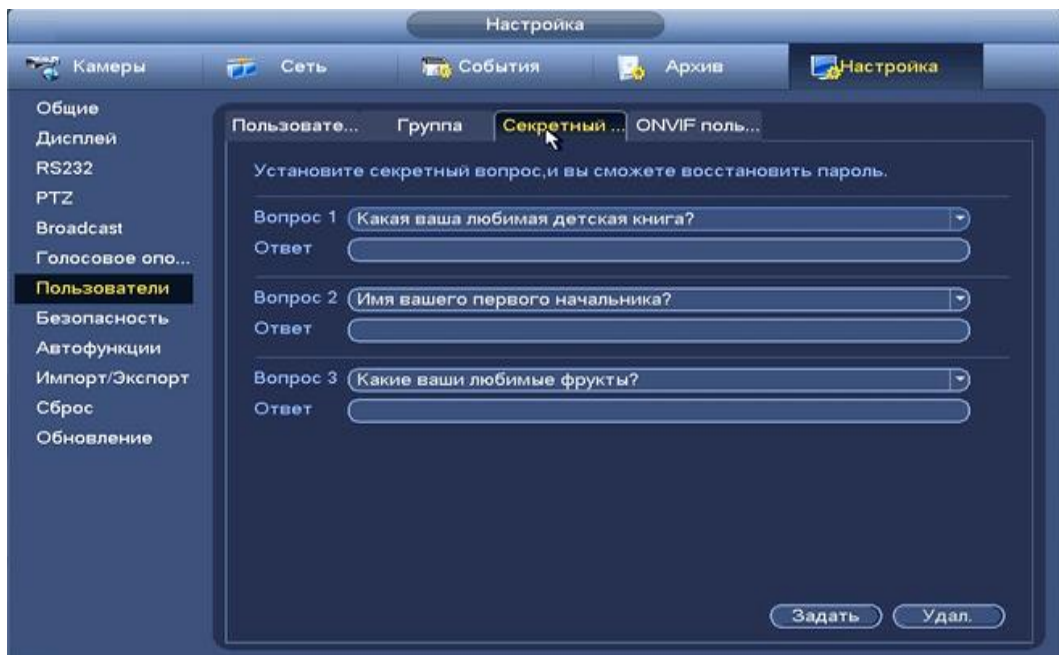 Настройка
Камеры Сеть События Архив Настройка
Общие
Дисплей
RS232
PTZ
Broadcast
Голосовое опо...
Пользователи
Безопасность
Автофункции
Импорт/Экспорт
Сброс
Обновление
Пользовате... Группа Секретный ... ONVIF поль...
Установите секретный вопрос,и вы сможете восстановить пароль.
Вопрос 1 Какая ваша любимая детская книга?
Ответ
Вопрос 2 Имя вашего первого начальника?
Ответ
Вопрос 3 Какие ваши любимые фрукты?
Ответ
Задать Удал.